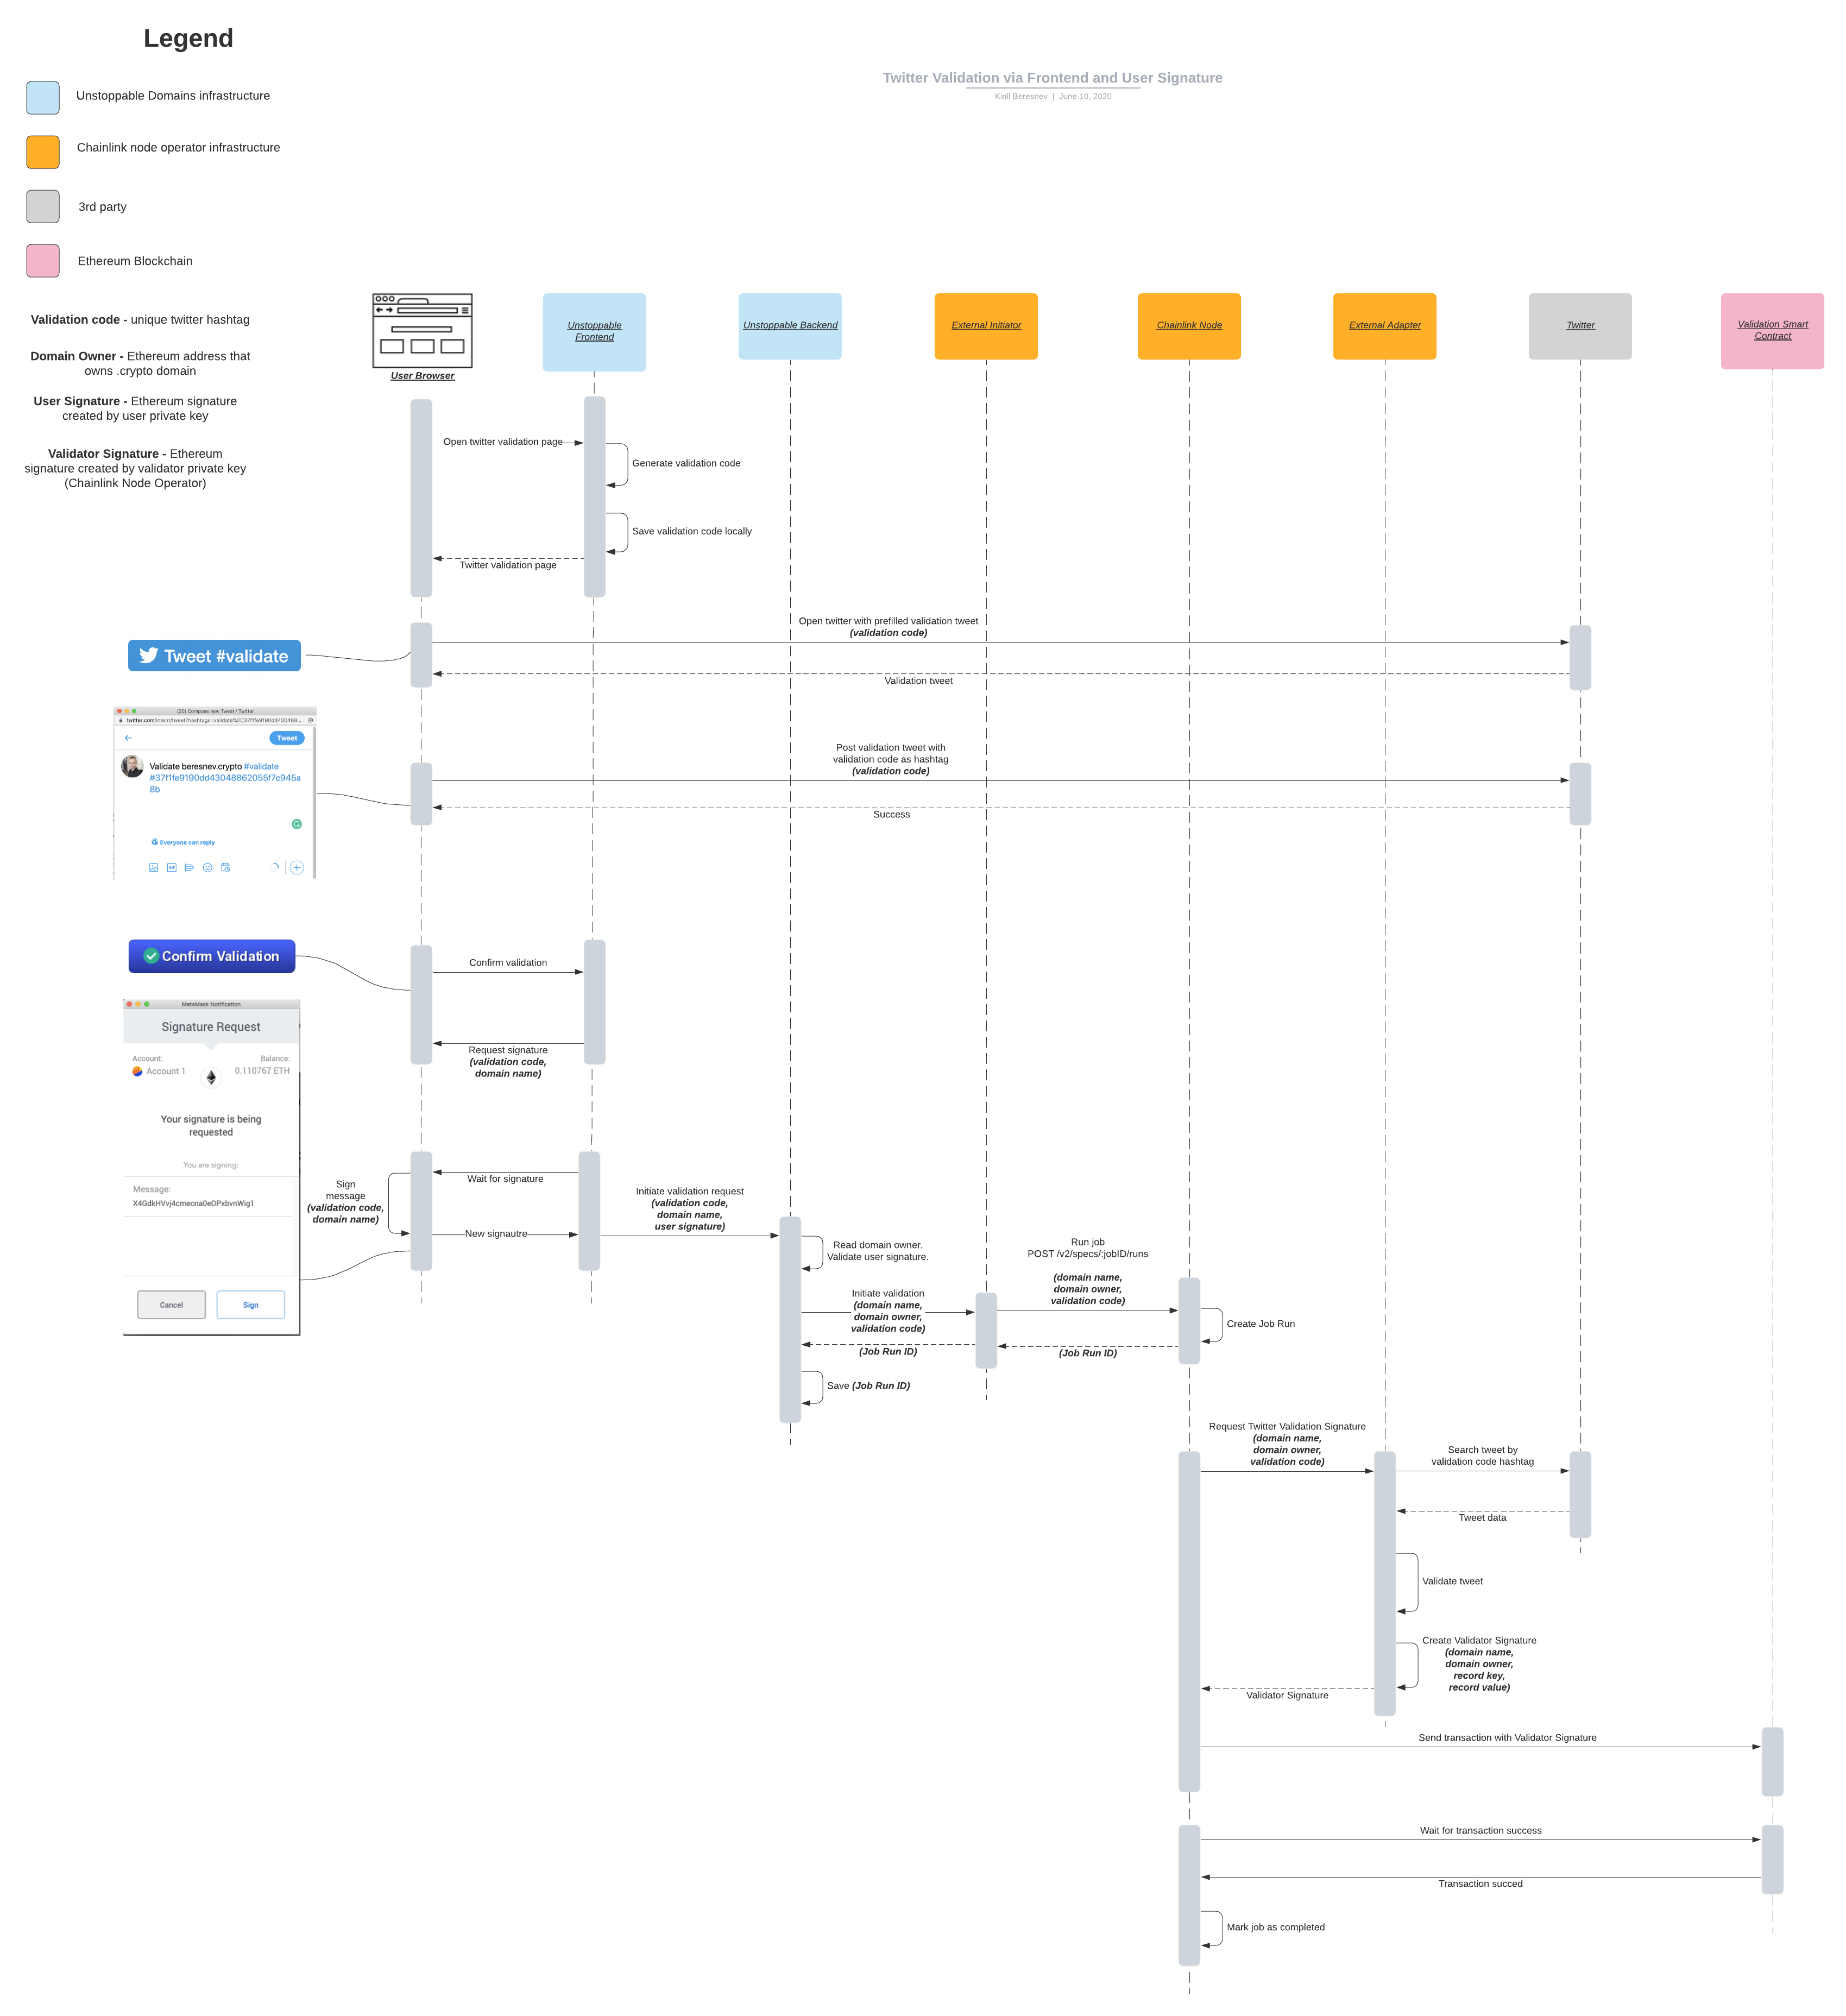 Legend
Unstoppable Domains infrastructure
Chainlink node operator infrastructure
3rd party
Ethereum Blockchain
Validation code - unique twitter hashtag
Domain Owner - Ethereum address that
owns .crypto domain
User Signature - Ethereum signature
created by user private key
Validator Signature - Ethereum
signature created by validator private key
(Chainlink Node Operator)
Twitter Validation via Frontend and User Signature
Kirill Beresnev | June 10, 2020
User Browser
Unstoppable
Frontend
Unstoppable Backend
External Initiator
Chainlink Node
External Adapter
Twitter
Validation Smart
Contract
Open twitter validation page
Generate validation code
Save validation code locally
Twitter validation page
Tweet #validate
Open twitter with prefilled validation tweet
(validation code)
Validation tweet
(20) Compose new Tweet / Twitter
twitter.com/intent/tweet?hashtags=validate%2C37f1fe9190dd430488...
Tweet
Validate beresnev.crypto #validate
#37f1fe9190dd43048862055f7c945a
8b
Everyone can reply
GIF
Post validation tweet with
validation code as hashtag
(validation code)
Success
Confirm Validation
Confirm validation
Request signature
(validation code,
domain name)
MetaMask Notification
Signature Request
Account:
Balance:
Account 1
0.110767 ETH
Your signature is being
requested
You are signing:
Message:
X4GdkHVvj4cmecna0eOPxbvnWig1
Cancel
Sign
Sign
message
(validation code,
domain name)
Wait for signature
New signautre
Initiate validation request
(validation code,
domain name,
user signature)
Read domain owner.
Validate user signature.
Initiate validation
(domain name,
domain owner,
validation code)
(Job Run ID)
Save (Job Run ID)
Run job
POST /v2/specs/:jobID/runs
(domain name,
domain owner,
validation code)
Create Job Run
(Job Run ID)
Request Twitter Validation Signature
(domain name,
domain owner,
validation code)
Search tweet by
validation code hashtag
Tweet data
Validate tweet
Create Validator Signature
(domain name,
domain owner,
record key,
record value)
Validator Signature
Send transaction with Validator Signature
Wait for transaction success
Transaction succed
Mark job as completed